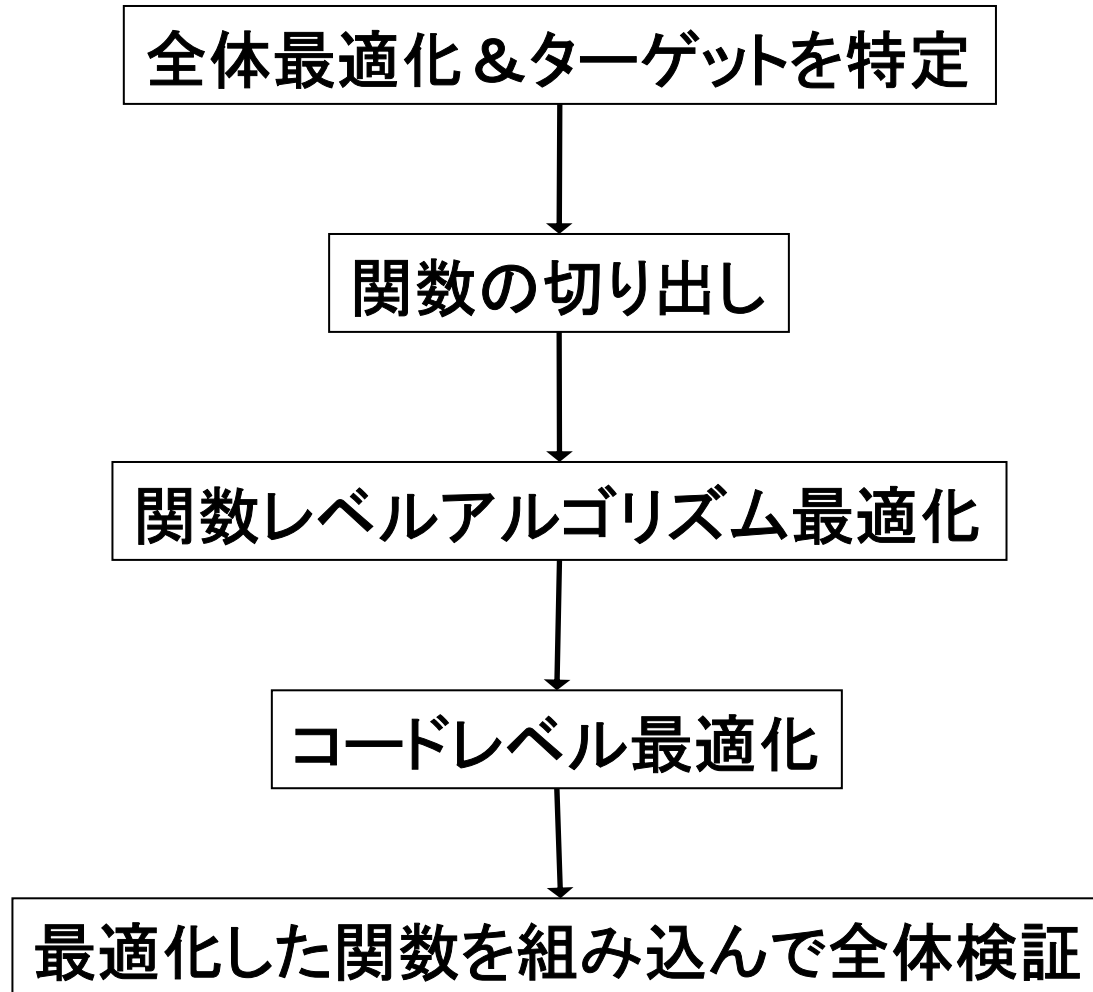 全体最適化&ターゲットを特定
関数の切り出し
関数レベルアルゴリズム最適化
コードレベル最適化
最適化した関数を組み込んで全体検証